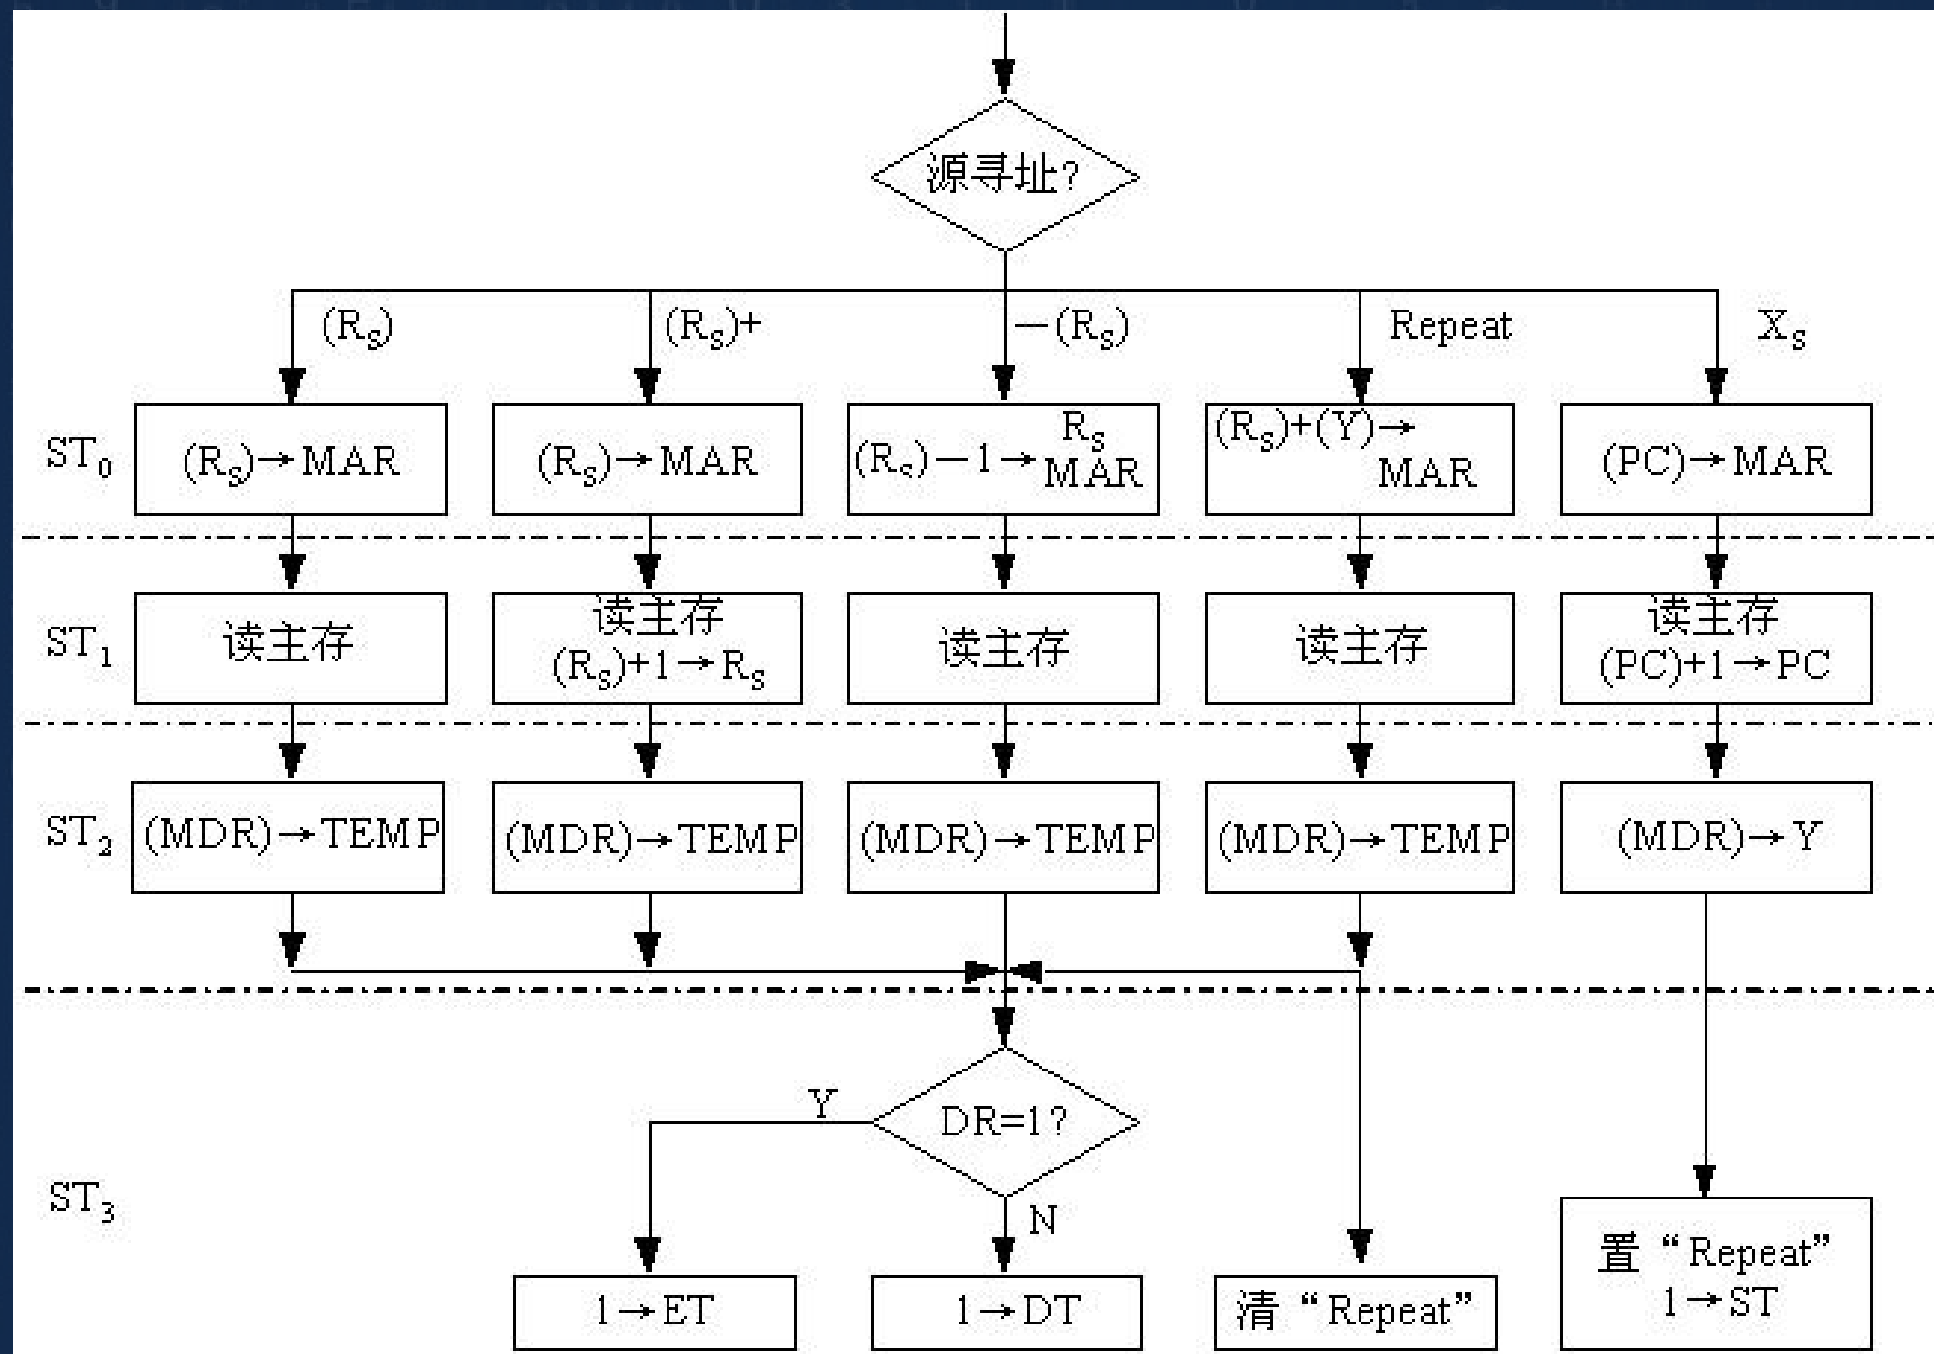 源寻址?
(Rs)
(Rs)+
—(Rs)
Repeat
Xs
ST0
(Rs)→MAR
(Rs)→MAR
(Rs)—1→Rs
MAR
(Rs)+(Y)→
MAR
(PC)→MAR
ST1
读主存
读主存
(Rs)+1→Rs
读主存
读主存
读主存
(PC)+1→PC
ST2
(MDR)→TEMP
(MDR)→TEMP
(MDR)→TEMP
(MDR)→TEMP
(MDR)→Y
ST3
DR=1?
Y
N
1→ET
1→DT
清“Repeat”
置“Repeat”
1→ST